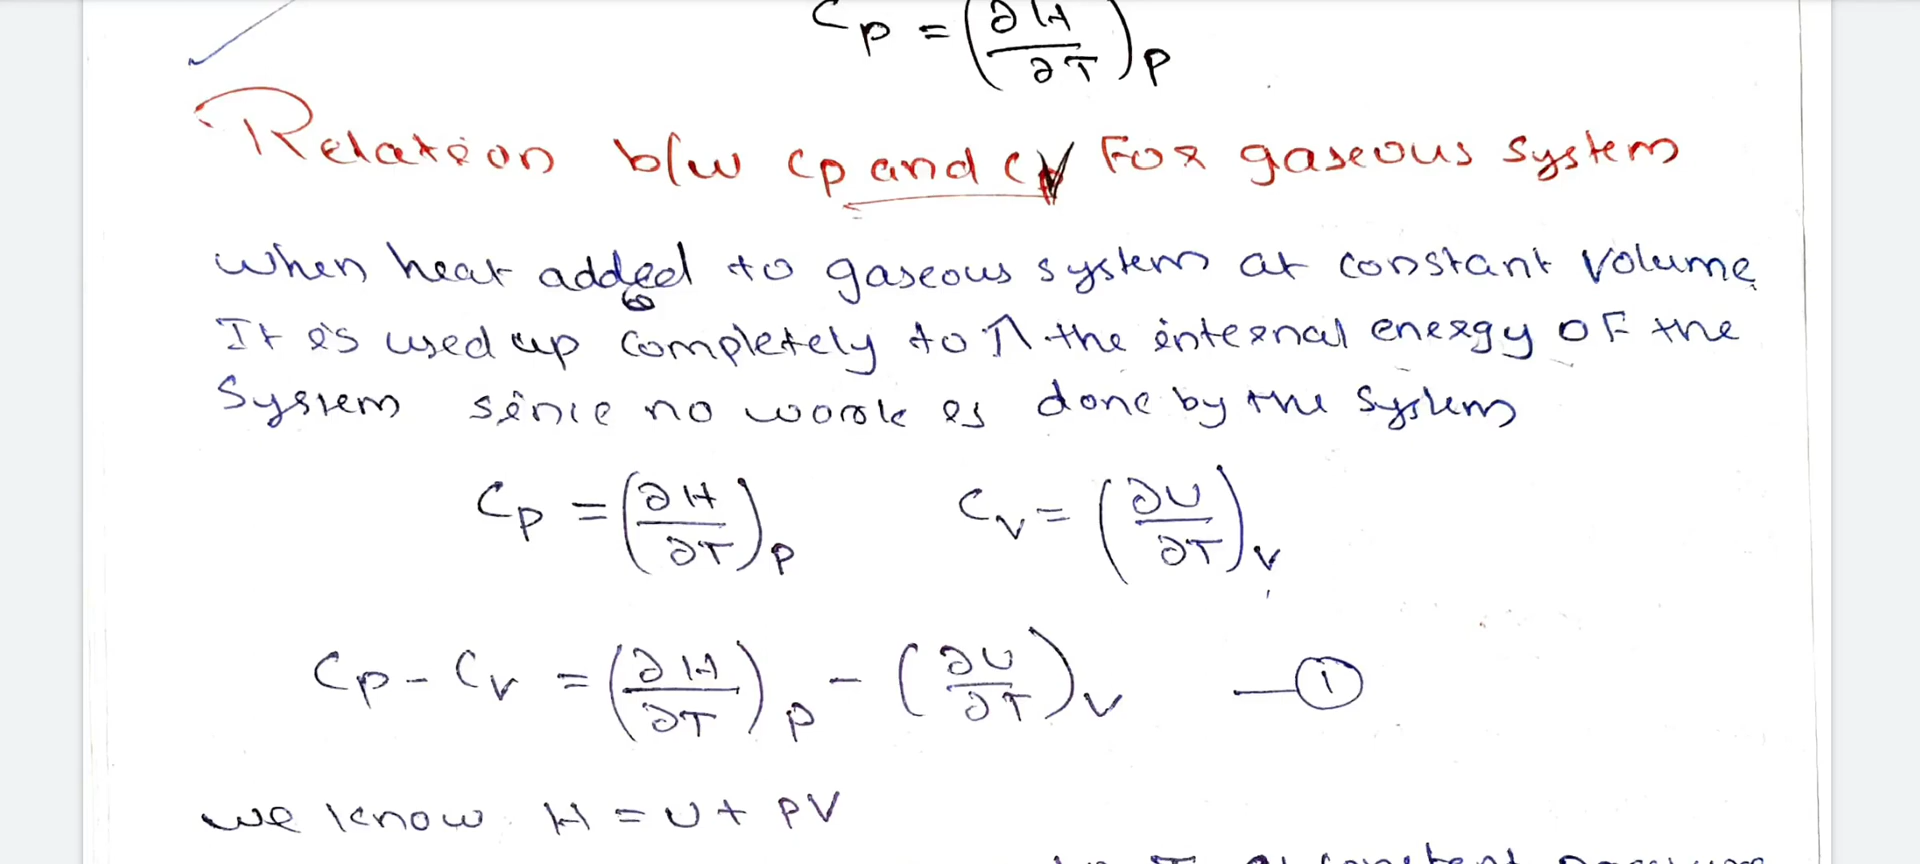 Cp = (∂H/∂T)p
Relation b/w Cp and CV For gaseous system
when heat added to gaseous system at constant volume
It is used up completely to ↑ the internal energy of the
System since no work is done by the system
Cp = (∂H/∂T)p    Cv = (∂U/∂T)v
Cp - Cv = (∂H/∂T)p - (∂U/∂T)v — ①
we know H = U + PV